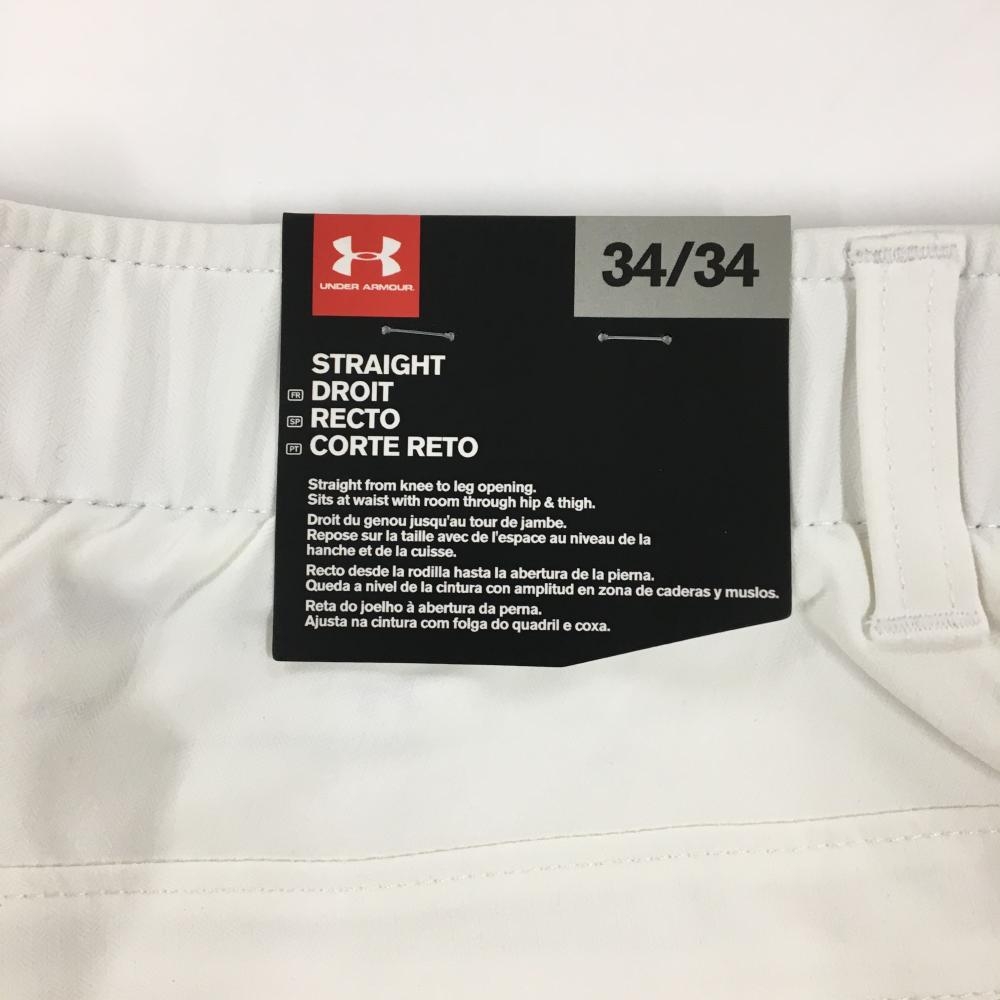 UNDER ARMOUR.
34/34
STRAIGHT
FR DROIT
SP RECTO
PT CORTE RETO
Straight from knee to leg opening.
Sits at waist with room through hip & thigh.
Droit du genou jusqu'au tour de jambe.
Repose sur la taille avec de l'espace au niveau de la
hanche et de la cuisse.
Recto desde la rodilla hasta la abertura de la pierna.
Queda a nivel de la cintura con amplitud en zona de caderas y muslos.
Reta do joelho à abertura da perna.
Ajusta na cintura com folga do quadril e coxa.